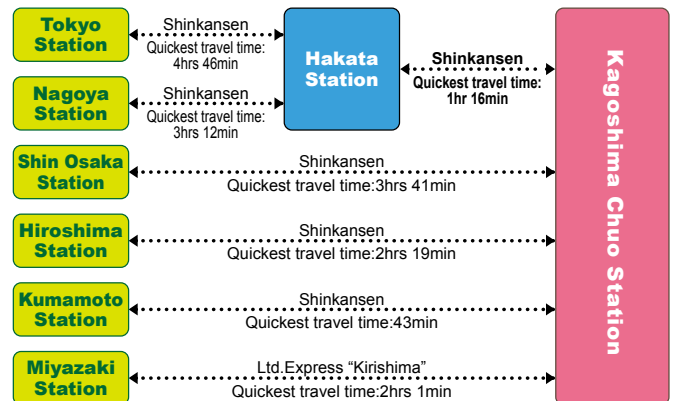 Tokyo
Station
Shinkansen
Quickest travel time:
4hrs 46min
Hakata
Station
Shinkansen
Quickest travel time:
1hr 16min
Kagoshima Chuo Station
Nagoya
Station
Shinkansen
Quickest travel time:
3hrs 12min
Shin Osaka
Station
Shinkansen
Quickest travel time:3hrs 41min
Hiroshima
Station
Shinkansen
Quickest travel time:2hrs 19min
Kumamoto
Station
Shinkansen
Quickest travel time:43min
Miyazaki
Station
Ltd.Express “Kirishima”
Quickest travel time:2hrs 1min